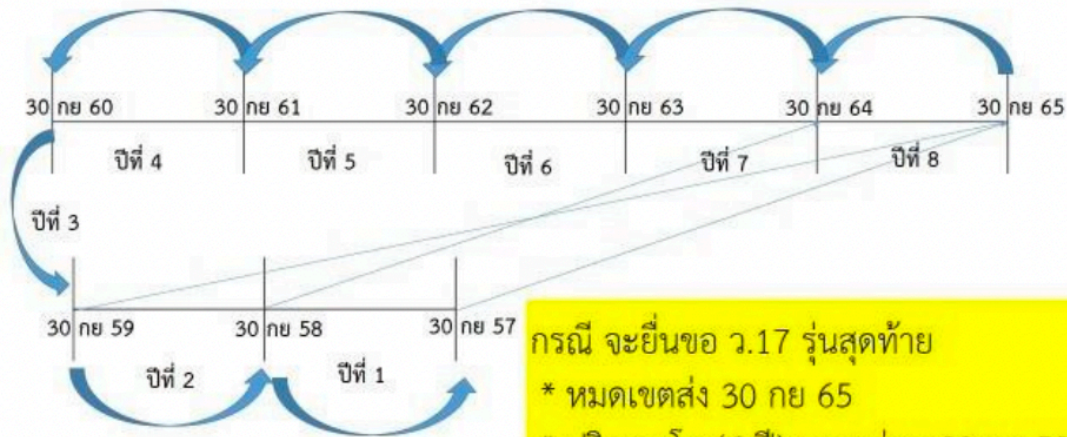 30 กย 60 30 กย 61 30 กย 62 30 กย 63 30 กย 64 30 กย 65
ปีที่ 4 ปีที่ 5 ปีที่ 6 ปีที่ 7 ปีที่ 8
ปีที่ 3
30 กย 59 30 กย 58 30 กย 57
ปีที่ 2 ปีที่ 1
กรณี จะยื่นขอ ว.17 รุ่นสุดท้าย
* หมดเขตส่ง 30 กย 65